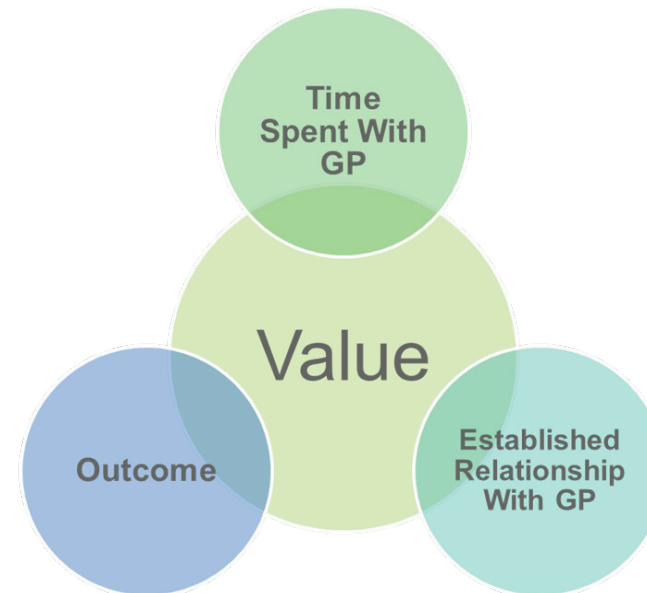 Time
Spent With
GP
Value
Outcome
Established
Relationship
With GP